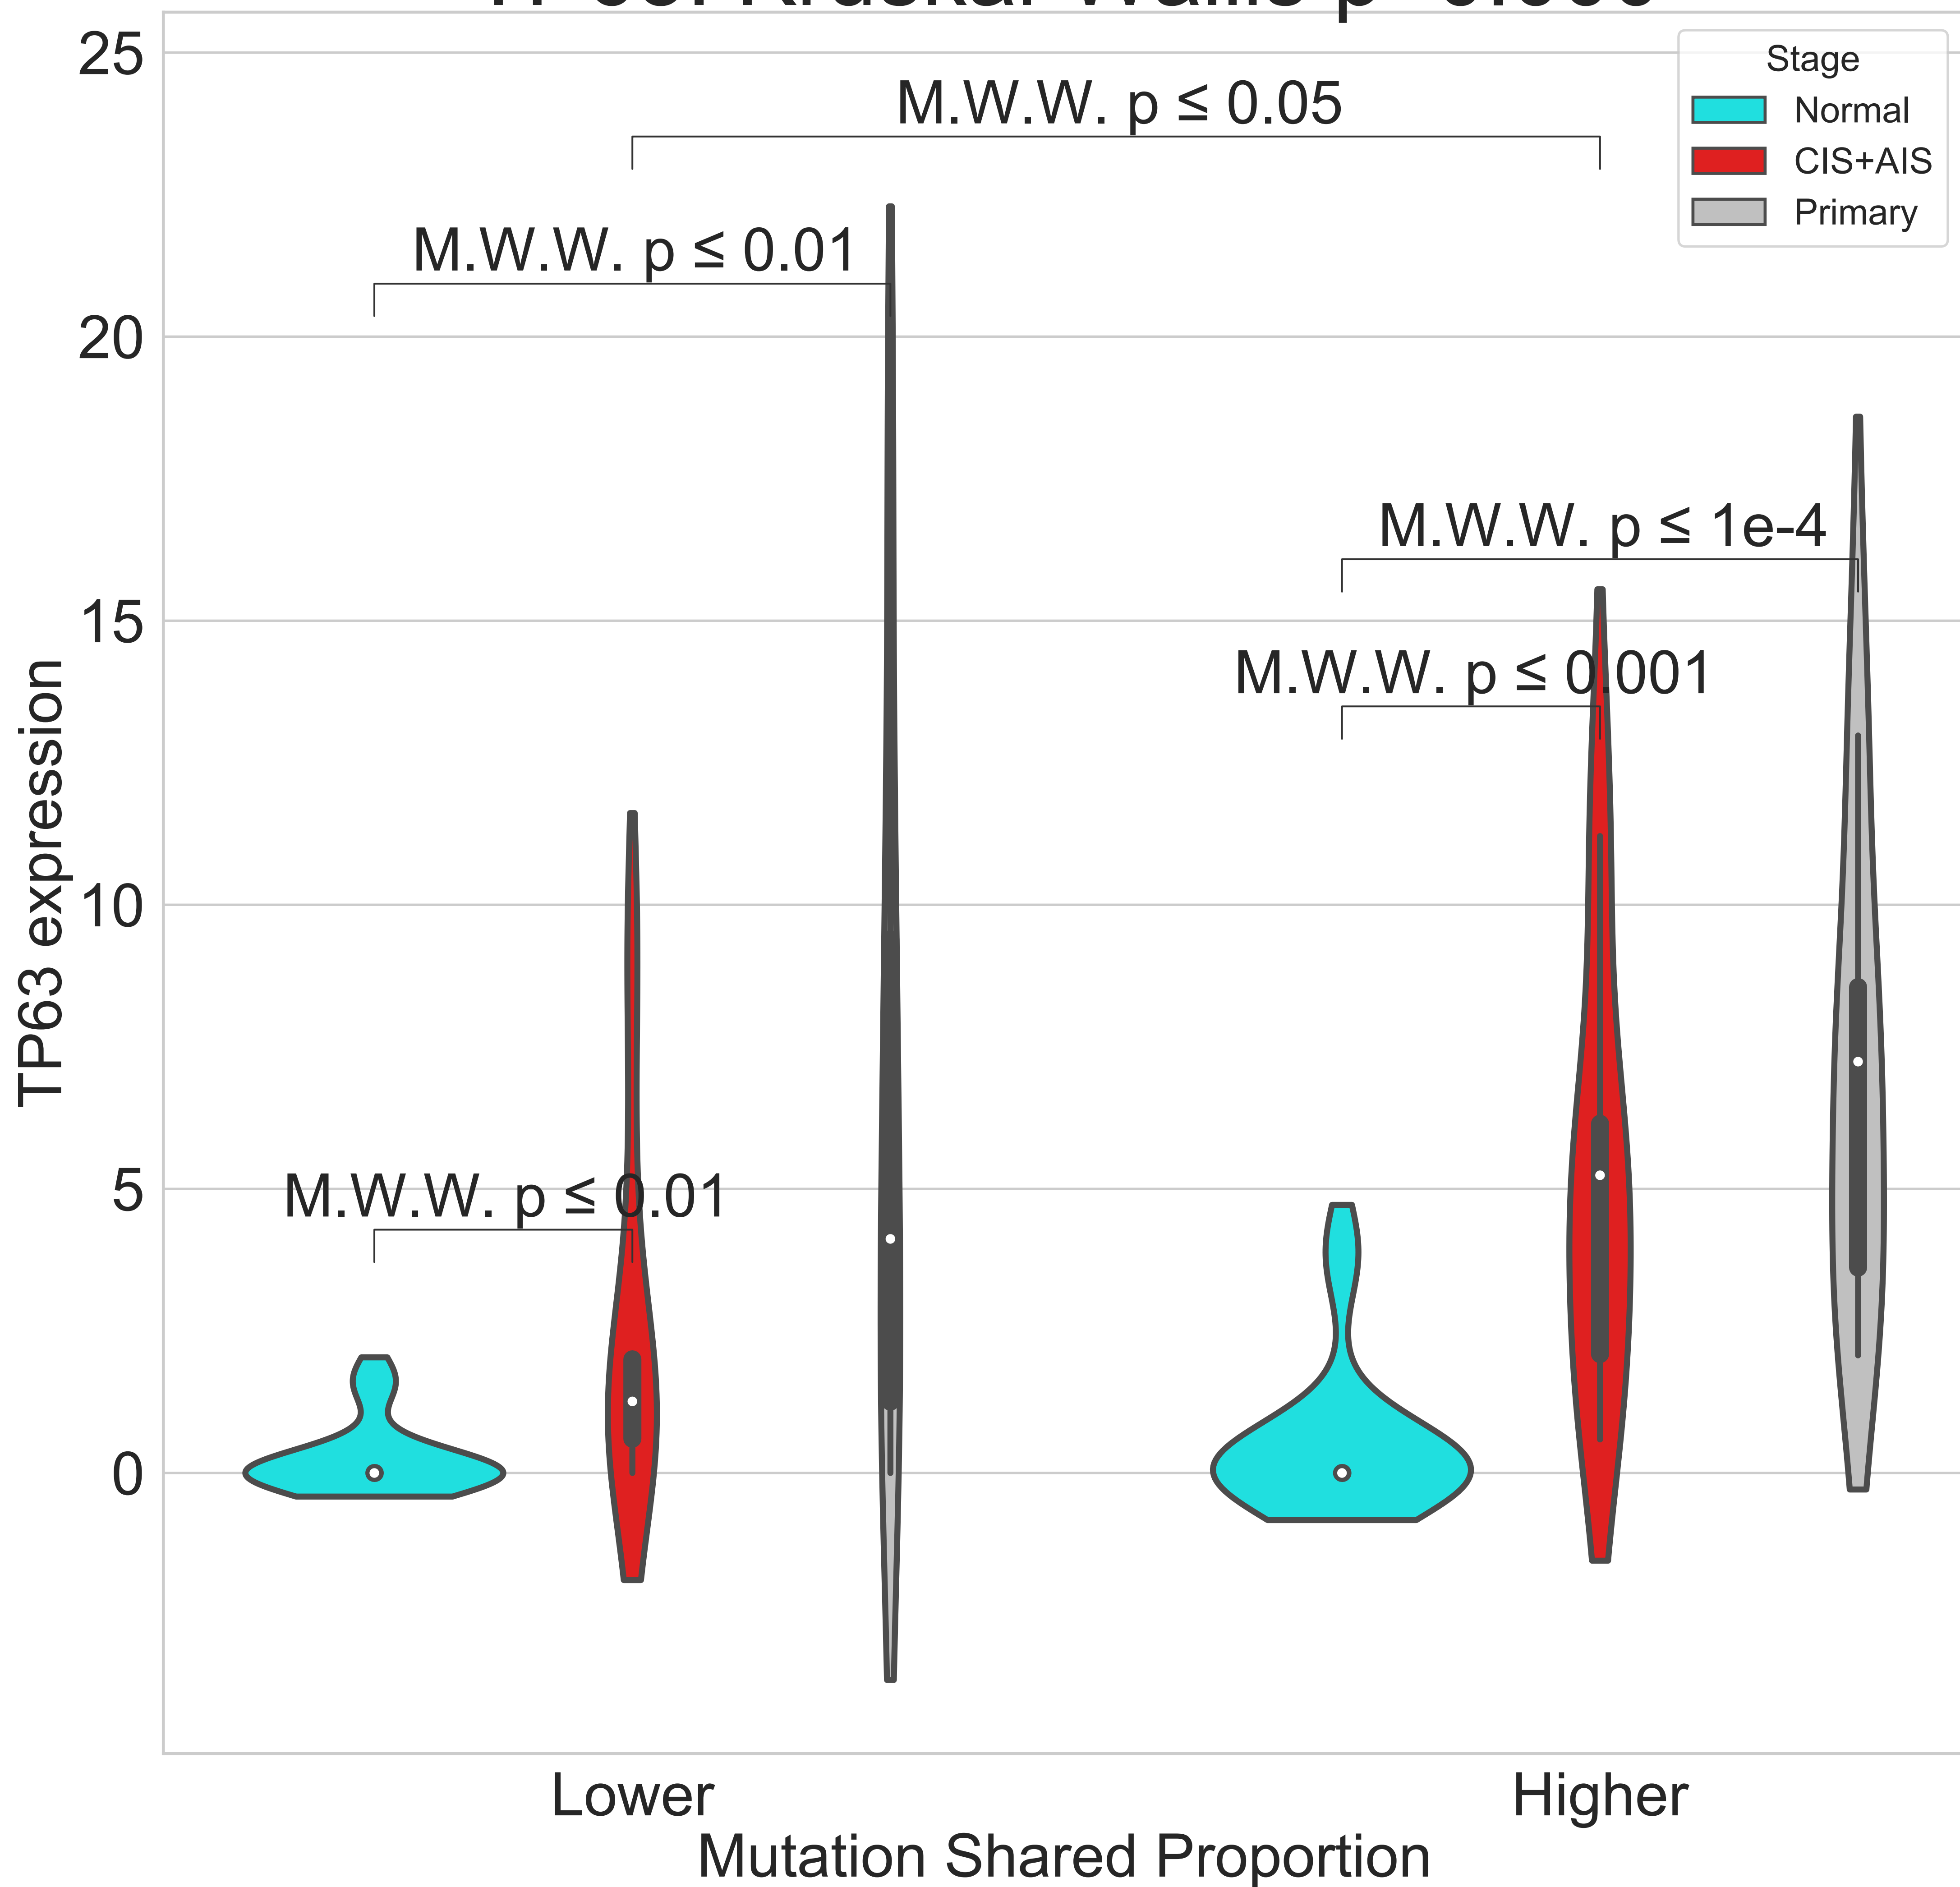 25
20
15
10
5
0
TP63 expression
M.W.W. p ≤ 0.05
M.W.W. p ≤ 0.01
M.W.W. p ≤ 1e-4
M.W.W. p ≤ 0.001
M.W.W. p ≤ 0.01
Stage
Normal
CIS+AIS
Primary
Lower
Higher
Mutation Shared Proportion